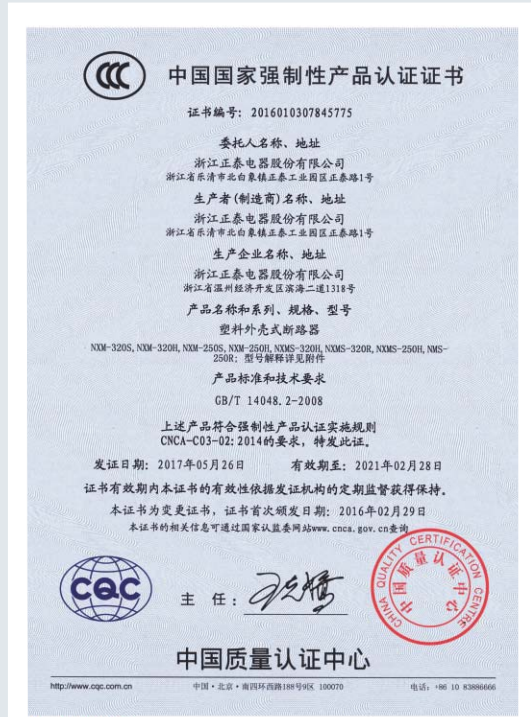 中国国家强制性产品认证证书
证书编号: 2016010307845775
委托人名称、地址
浙江正泰电器股份有限公司
浙江省乐清市北白象镇正泰工业园区正泰路1号
生产者(制造商)名称、地址
浙江正泰电器股份有限公司
浙江省乐清市北白象镇正泰工业园区正泰路1号
生产企业名称、地址
浙江正泰电器股份有限公司
浙江省温州经济开发区滨海二道1318号
产品名称和系列、规格、型号
塑料外壳式断路器
NXM-320S, NXM-320H, NXM-250S, NXM-250H, NXMS-320H, NXMS-320R, NXMS-250H, NMS-
250R; 型号解释详见附件
产品标准和技术要求
GB/T 14048.2-2008
上述产品符合强制性产品认证实施规则
CNCA-C03-02:2014的要求，特发此证。
发证日期: 2017年05月26日 有效期至: 2021年02月28日
证书有效期内本证书的有效性依据发证机构的定期监督获得保持。
本证书为变更证书，证书首次颁发日期: 2016年02月29日
本证书的相关信息可通过国家认监委网站www.cnca.gov.cn查询
CHINA QUALITY CERTIFICATION CENTRE
中国质量认证中心
CQC
主 任:
中国质量认证中心
http://www.cqc.com.cn 中国·北京·南四环西路188号9区 100070 电话: +86 10 83886666